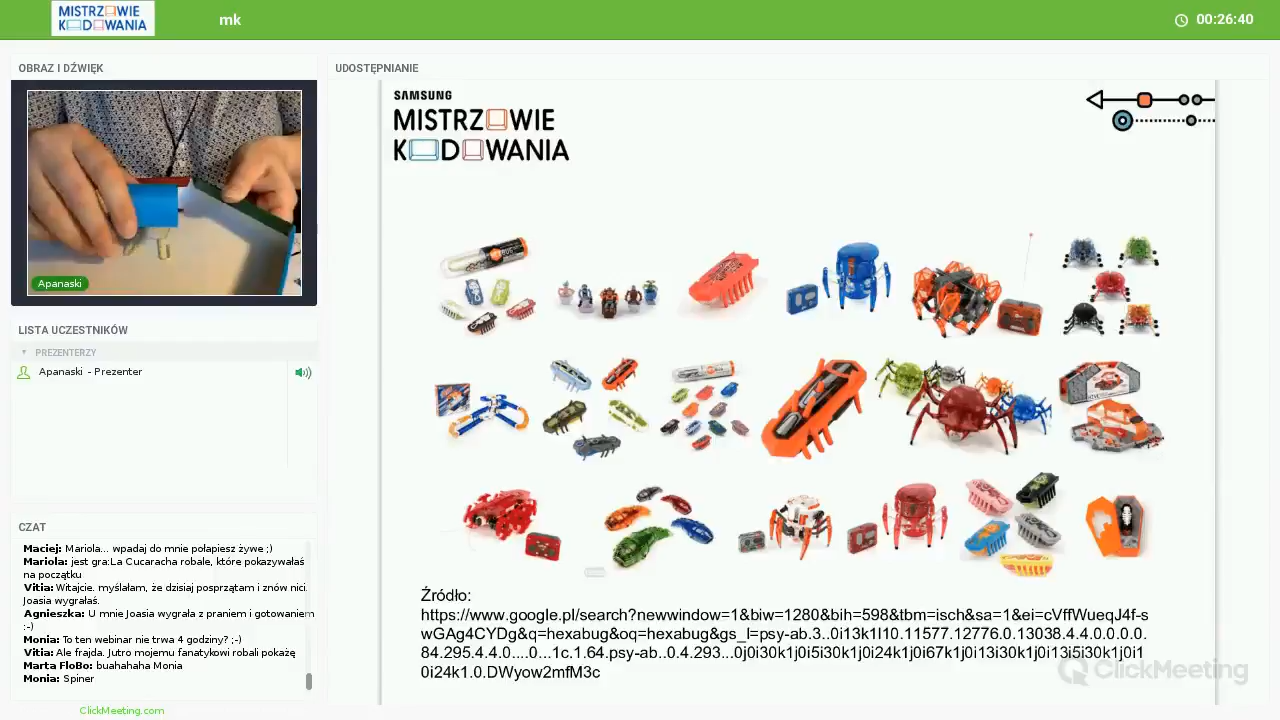 MISTRZOWIE
KODOWANIA
mk
00:26:40
OBRAZ I DŹWIĘK
Apanaski
LISTA UCZESTNIKÓW
PREZENTERZY
Apanaski - Prezenter
CZAT
Maciej: Mariola... wpadaj do mnie połapiesz żywe ;)
Mariola: jest gra:La Cucaracha robale, które pokazywałaś
na początku
Vitia: Witajcie. myślałam, że dzisiaj posprzątam i znów nici.
Joasia wygrałaś.
Agnieszka: U mnie Joasia wygrała z praniem i gotowaniem
:-)
Monia: To ten webinar nie trwa 4 godziny? ;-)
Vitia: Ale frajda. Jutro mojemu fanatykowi robali pokażę
Marta FloBo: buahahaha Monia
Monia: Spiner
ClickMeeting.com
UDOSTĘPNIANIE
SAMSUNG
MISTRZOWIE
KODOWANIA
Źródło:
https://www.google.pl/search?newwindow=1&biw=1280&bih=598&tbm=isch&sa=1&ei=cVffWueqJ4f-s
wGAg4CYDg&q=hexabug&oq=hexabug&gs_l=psy-ab.3..0i13k1l10.11577.12776.0.13038.4.4.0.0.0.0.
84.295.4.4.0....0...1c.1.64.psy-ab..0.4.293...0j0i30k1j0i5i30k1j0i24k1j0i67k1j0i13i30k1j0i13i5i30k1j0i1
0i24k1.0.DWyow2mfM3c
ClickMeeting